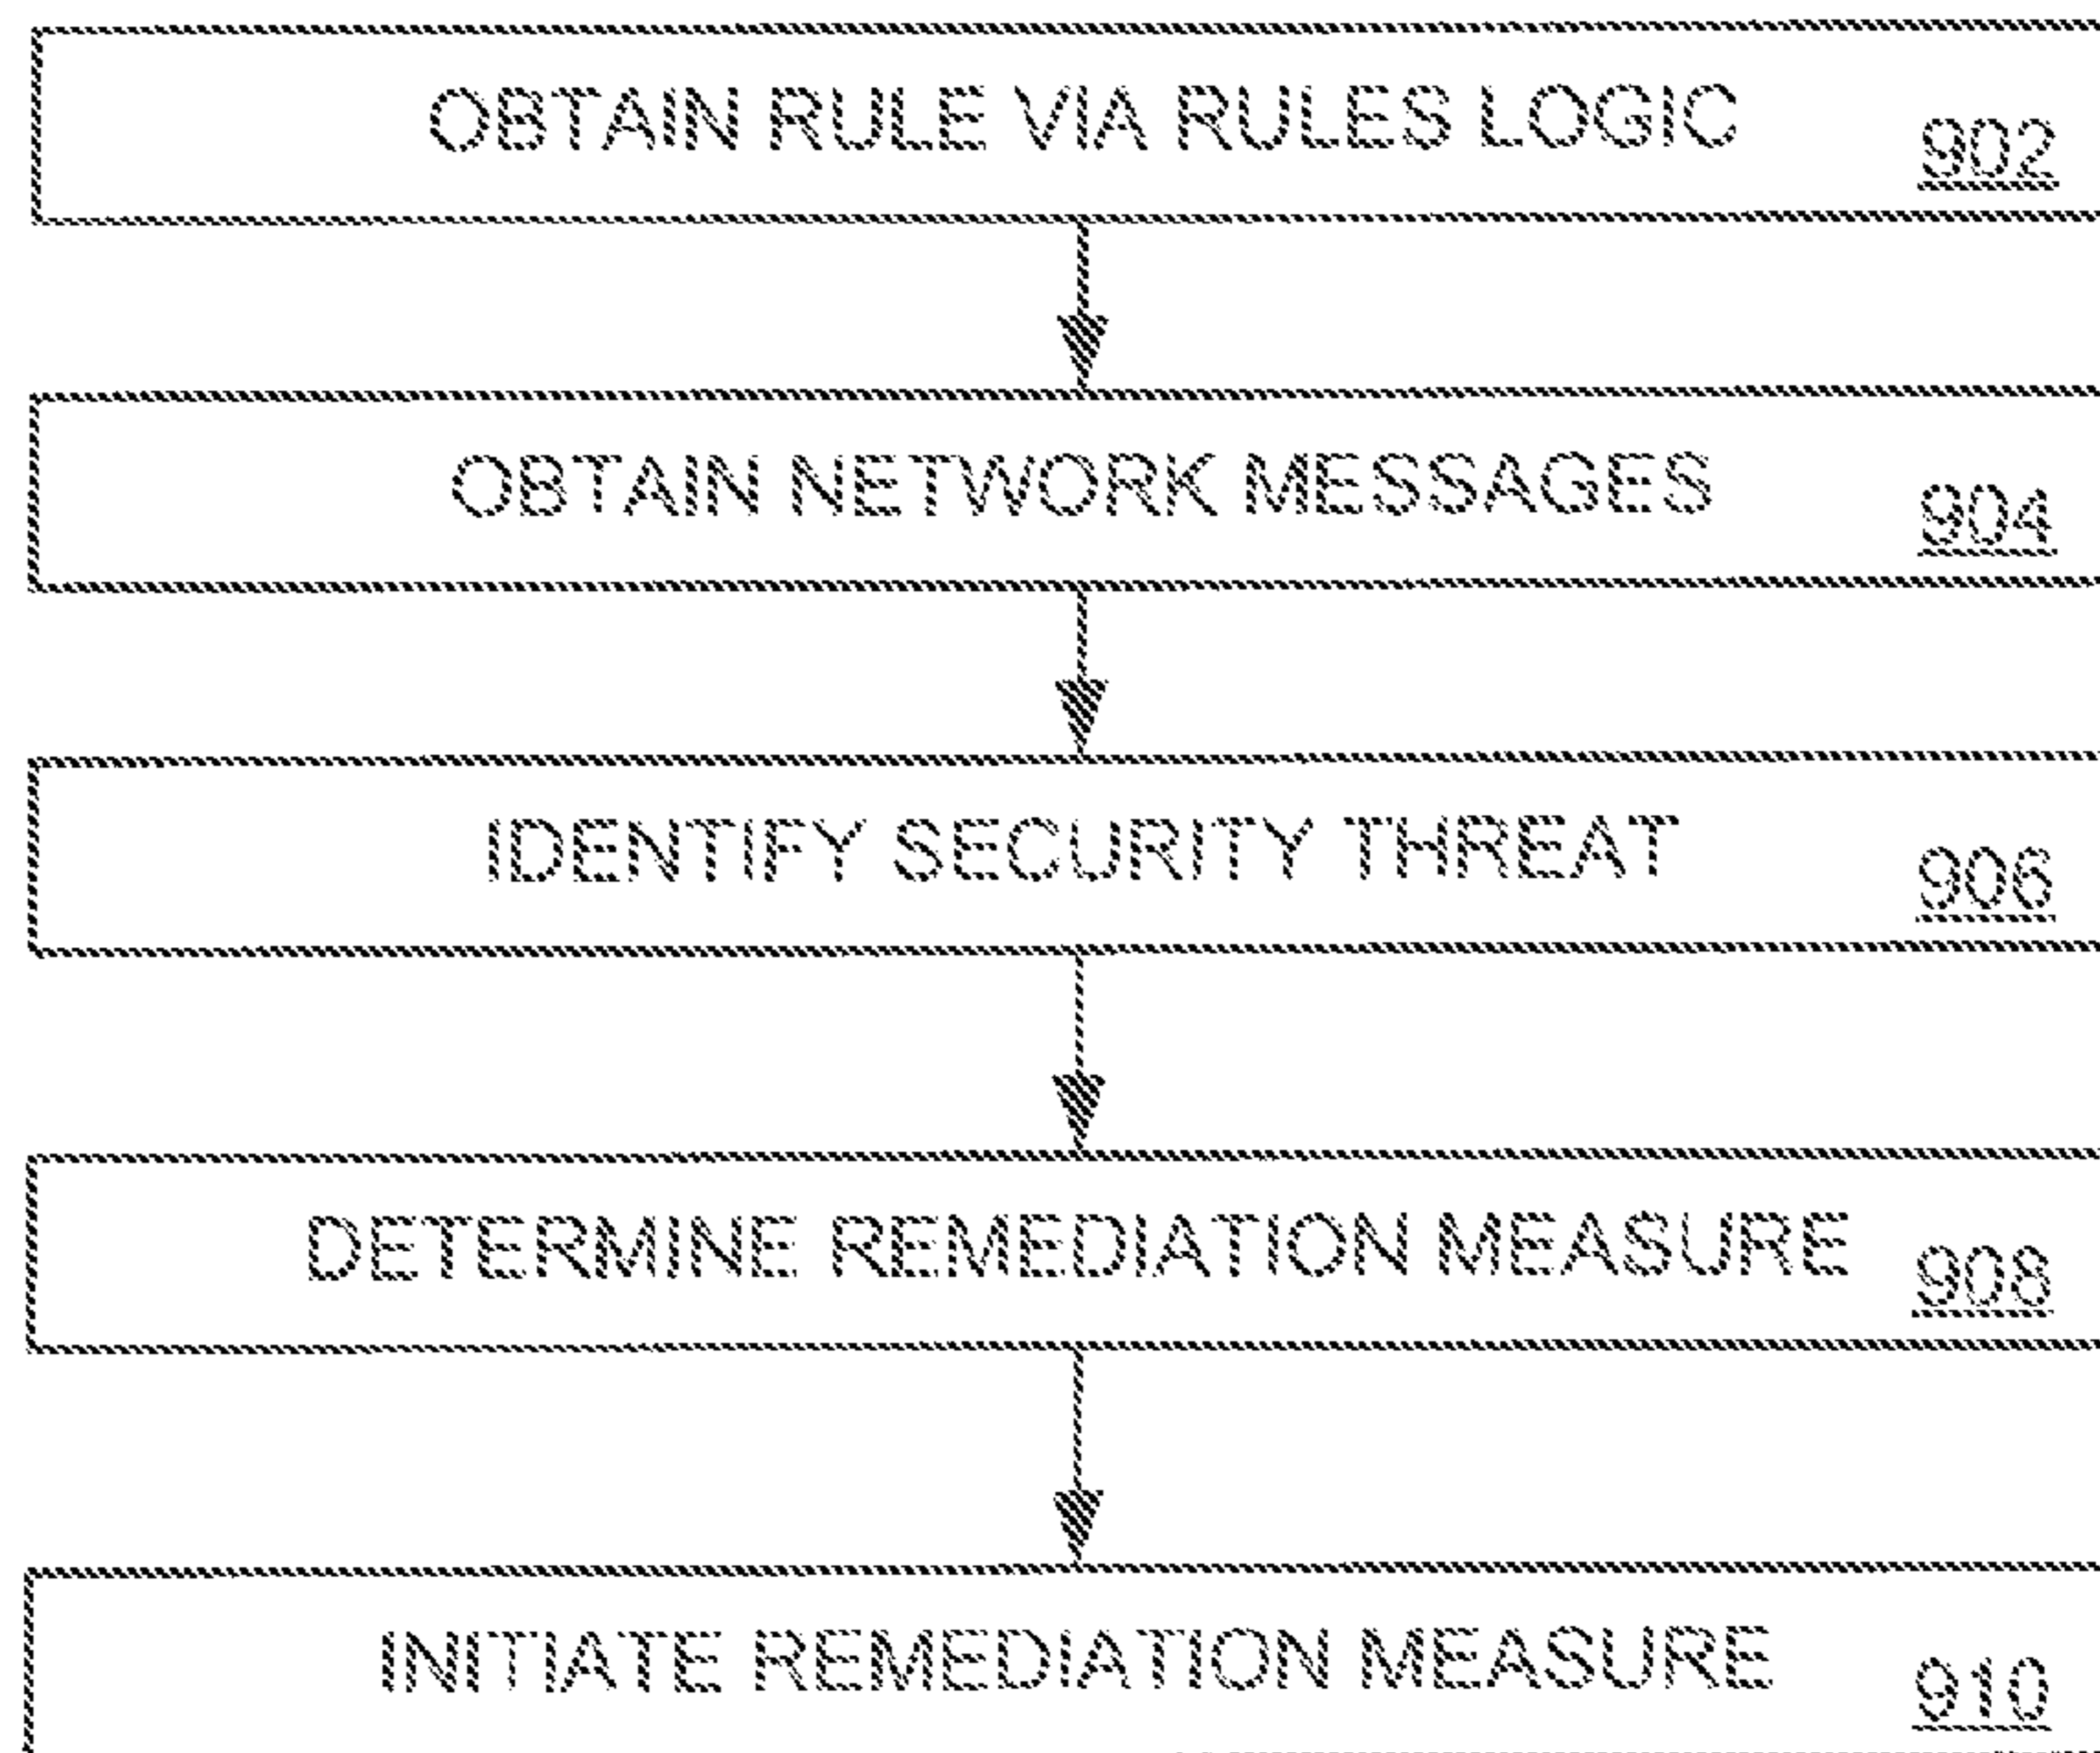 OBTAIN RULE VIA RULES LOGIC
902
OBTAIN NETWORK MESSAGES
904
IDENTIFY SECURITY THREAT
906
DETERMINE REMEDIATION MEASURE
908
INITIATE REMEDIATION MEASURE
910